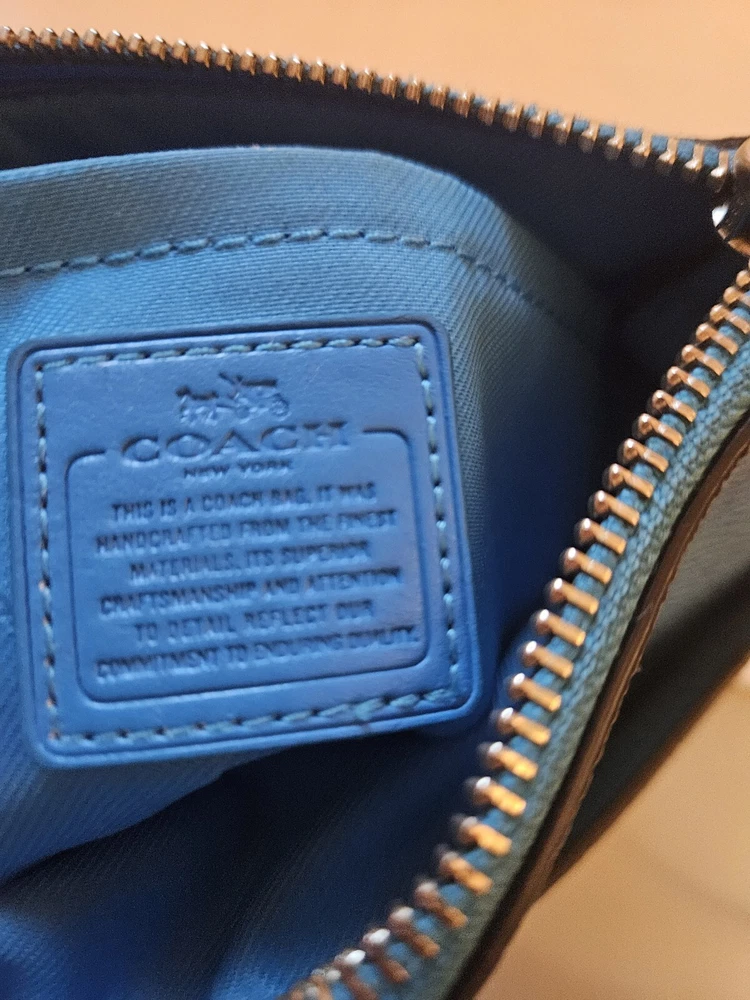 COACH
NEW YORK
THIS IS A COACH BAG. IT WAS
HANDCRAFTED FROM THE FINEST
MATERIALS. ITS SUPERIOR
CRAFTSMANSHIP AND ATTENTION
TO DETAIL REFLECT OUR
COMMITMENT TO ENDURING QUALITY.